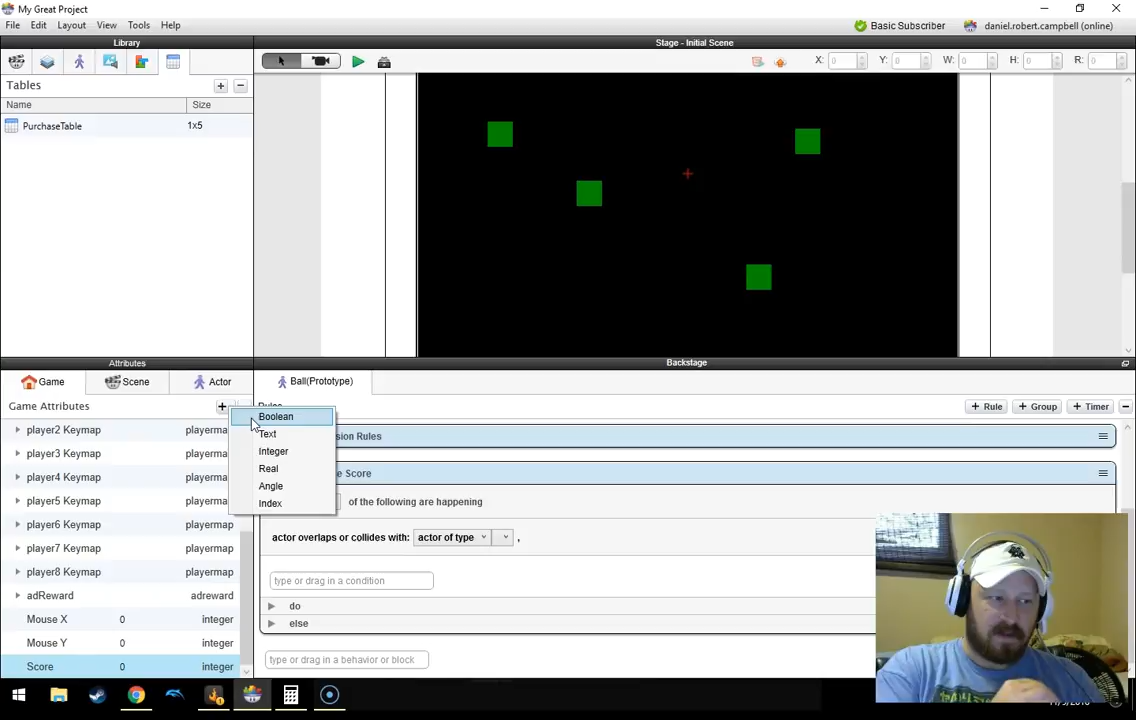 My Great Project
File Edit Layout View Tools Help
Basic Subscriber daniel.robert.campbell (online)
Library
Stage - Initial Scene
X: 0 Y: 0 W: 0 H: 0 R: 0
Tables
Name Size
PurchaseTable 1x5
Attributes
Backstage
Game Scene Actor
Ball(Prototype)
Game Attributes
+ Rule + Group + Timer
Boolean
Text
Integer
Real
Angle
Index
player2 Keymap
player3 Keymap
player4 Keymap
player5 Keymap
player6 Keymap playermap
player7 Keymap playermap
player8 Keymap playermap
adReward adreward
Mouse X 0 integer
Mouse Y 0 integer
Score 0 integer
Rules
Score
of the following are happening
actor overlaps or collides with: actor of type ,
type or drag in a condition
do
else
type or drag in a behavior or block